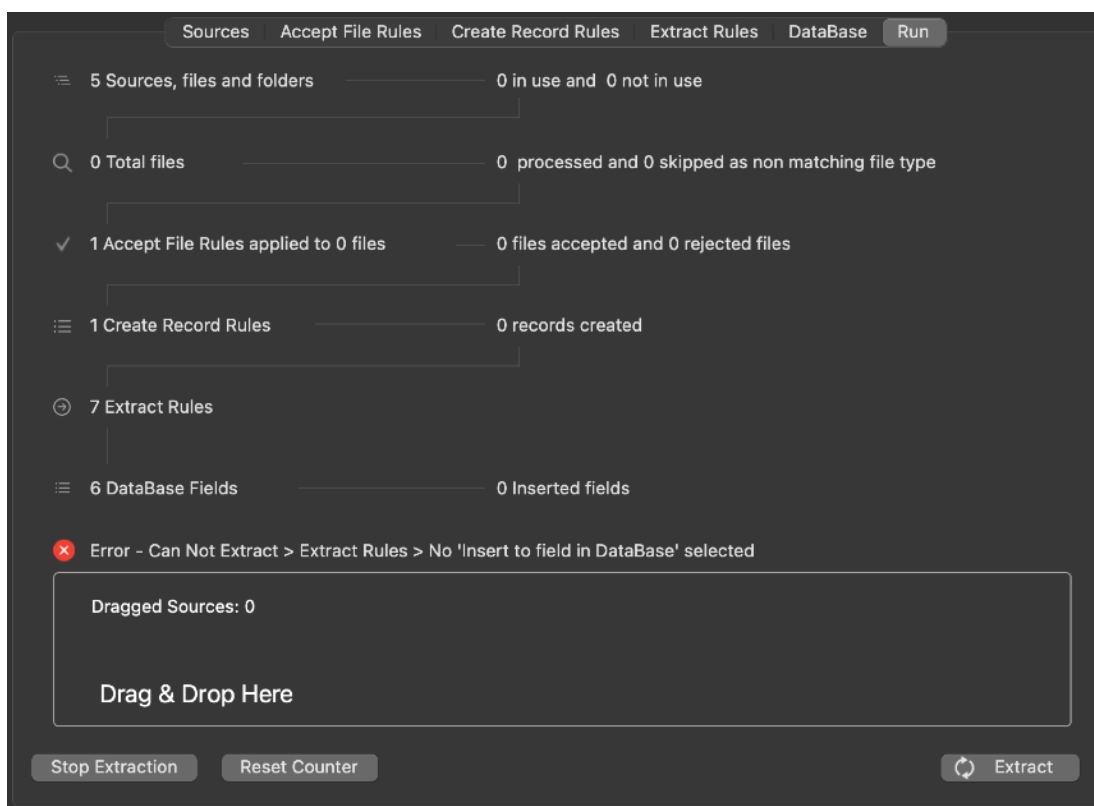 Sources Accept File Rules Create Record Rules Extract Rules DataBase Run
5 Sources, files and folders 0 in use and 0 not in use
0 Total files 0 processed and 0 skipped as non matching file type
1 Accept File Rules applied to 0 files 0 files accepted and 0 rejected files
1 Create Record Rules 0 records created
7 Extract Rules
6 DataBase Fields 0 Inserted fields
Error - Can Not Extract > Extract Rules > No 'Insert to field in DataBase' selected
Dragged Sources: 0
Drag & Drop Here
Stop Extraction Reset Counter Extract